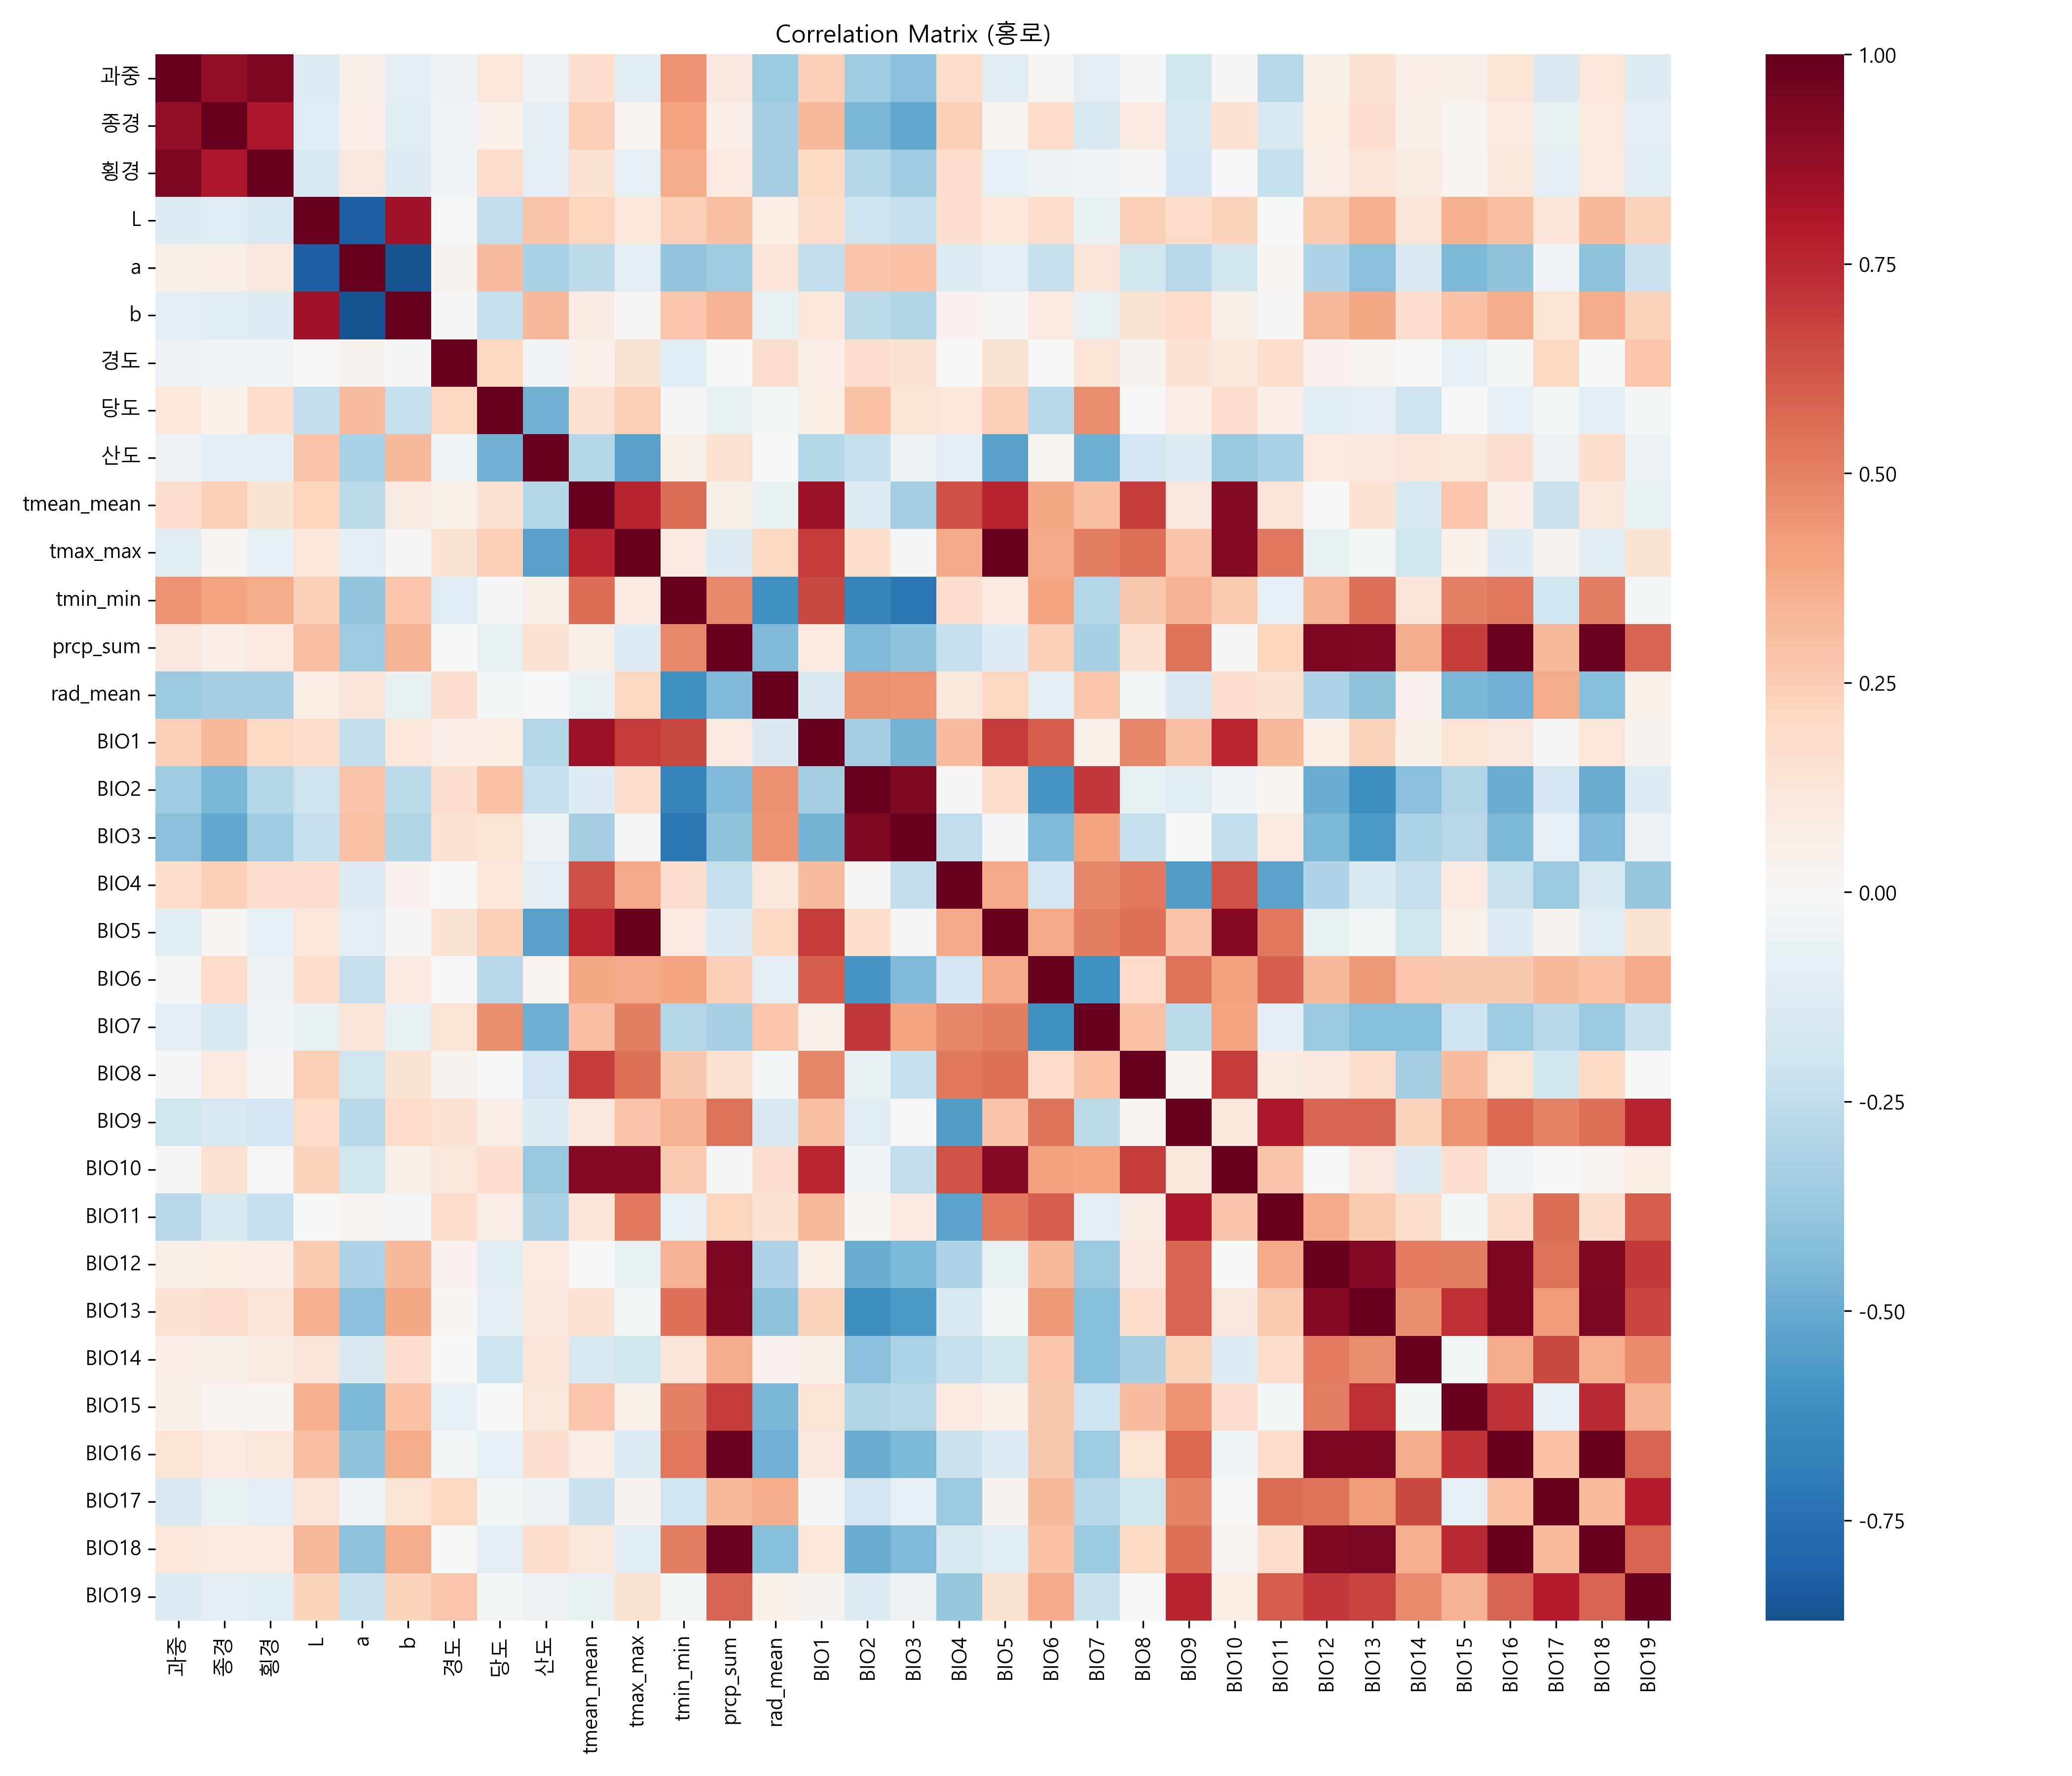 Correlation Matrix (홍로)
과중
종경
횡경
L
a
b
경도
당도
산도
tmean_mean
tmax_max
tmin_min
prcp_sum
rad_mean
BIO1
BIO2
BIO3
BIO4
BIO5
BIO6
BIO7
BIO8
BIO9
BIO10
BIO11
BIO12
BIO13
BIO14
BIO15
BIO16
BIO17
BIO18
BIO19
과중 종경 횡경 L a b 경도 당도 산도 tmean_mean tmax_max tmin_min prcp_sum rad_mean BIO1 BIO2 BIO3 BIO4 BIO5 BIO6 BIO7 BIO8 BIO9 BIO10 BIO11 BIO12 BIO13 BIO14 BIO15 BIO16 BIO17 BIO18 BIO19
1.00
0.75
0.50
0.25
0.00
-0.25
-0.50
-0.75